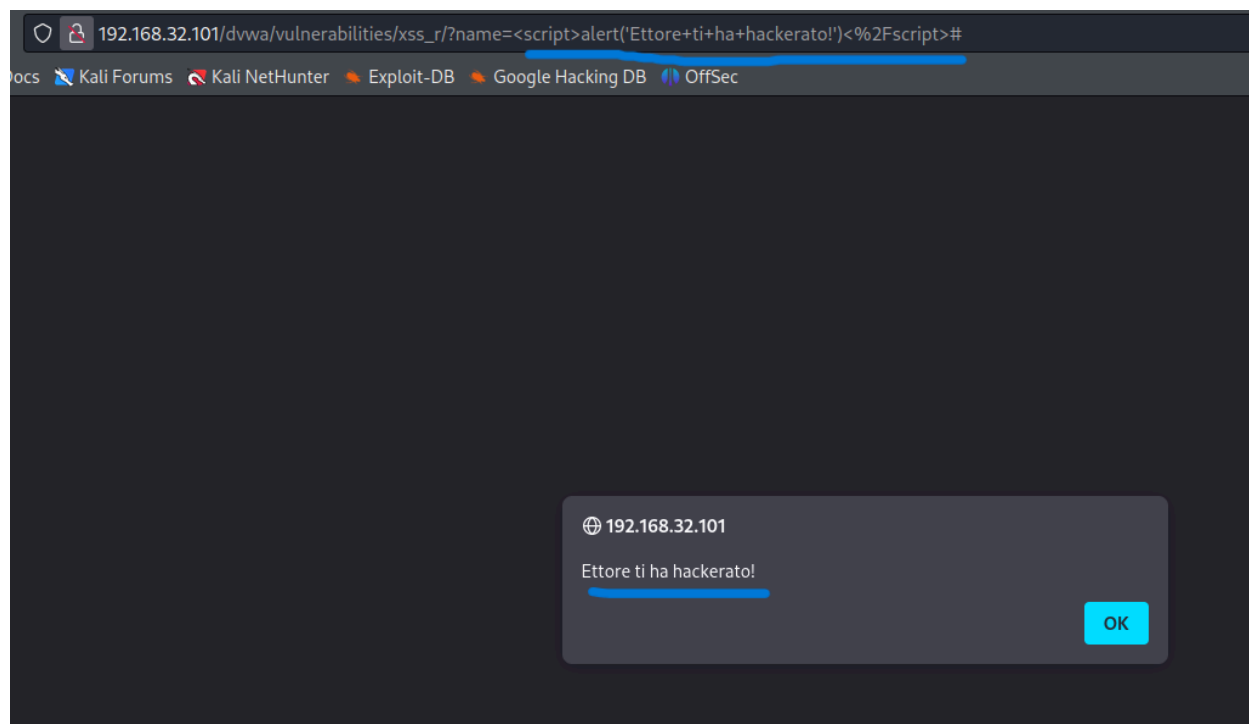 192.168.32.101/dvwa/vulnerabilities/xss_r/?name=<script>alert('Ettore+ti+ha+hackerato!')<%2Fscript>#
Docs Kali Forums Kali NetHunter Exploit-DB Google Hacking DB OffSec
192.168.32.101
Ettore ti ha hackerato!
OK